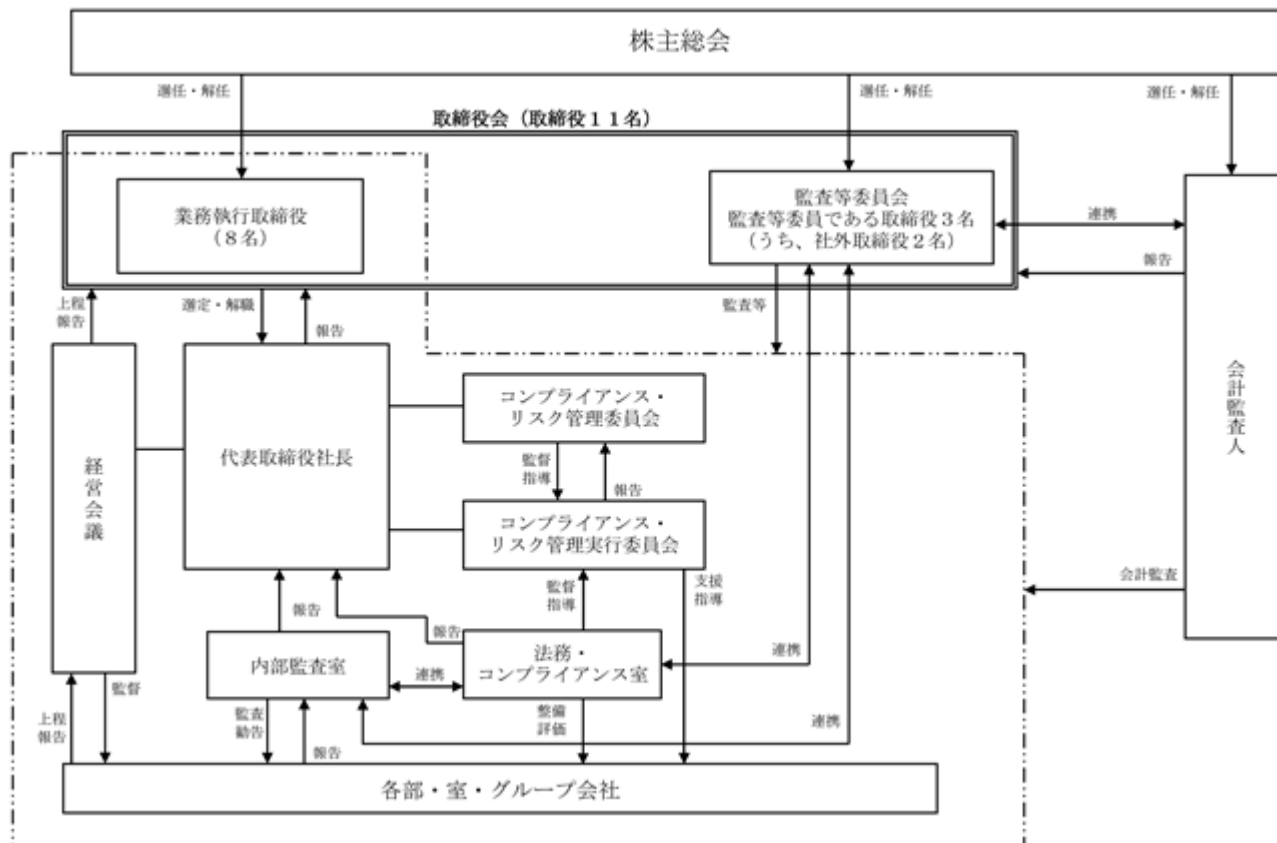 株主総会
選任・解任
選任・解任
選任・解任
取締役会（取締役１１名）
業務執行取締役
（８名）
監査等委員会
監査等委員である取締役３名
（うち、社外取締役２名）
連携
報告
上程
報告
選定・解職
報告
監査等
会計監査人
経営会議
代表取締役社長
コンプライアンス・
リスク管理委員会
監督
指導
報告
コンプライアンス・
リスク管理実行委員会
会計監査
報告
報告
監督
指導
支援
指導
内部監査室
連携
法務・
コンプライアンス室
連携
上程
報告
監督
監査
勧告
報告
整備
評価
連携
各部・室・グループ会社